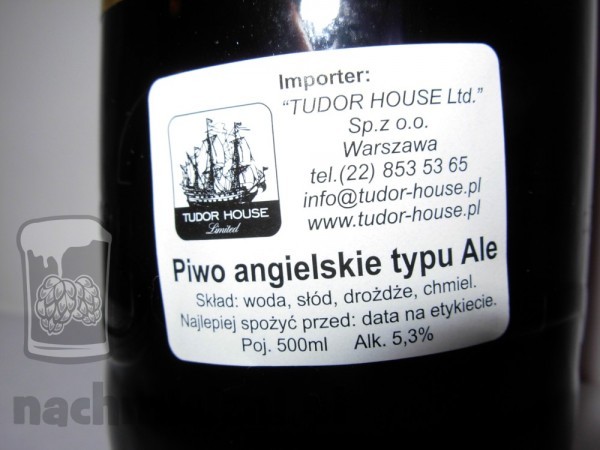 Importer:
"TUDOR HOUSE Ltd."
Sp.z o.o.
Warszawa
tel.(22) 853 53 65
info@tudor-house.pl
www.tudor-house.pl
TUDOR HOUSE
Limited
Piwo angielskie typu Ale
Skład: woda, słód, drożdże, chmiel.
Najlepiej spożyć przed: data na etykiecie.
Poj. 500ml Alk. 5,3%